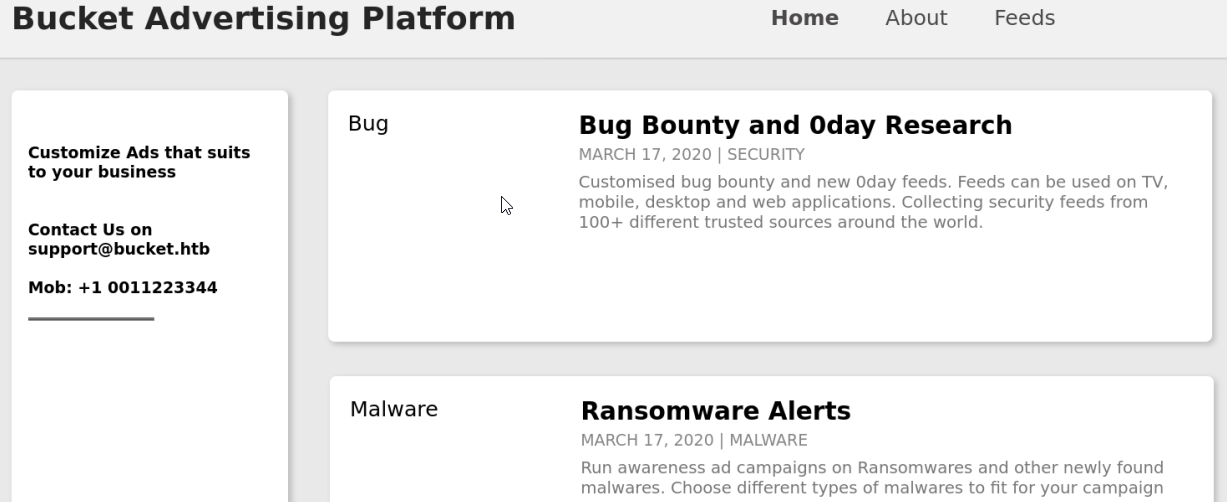 Bucket Advertising Platform
Home About Feeds
Customize Ads that suits
to your business
Contact Us on
support@bucket.htb
Mob: +1 0011223344
Bug
Bug Bounty and 0day Research
MARCH 17, 2020 | SECURITY
Customised bug bounty and new 0day feeds. Feeds can be used on TV,
mobile, desktop and web applications. Collecting security feeds from
100+ different trusted sources around the world.
Malware
Ransomware Alerts
MARCH 17, 2020 | MALWARE
Run awareness ad campaigns on Ransomwares and other newly found
malwares. Choose different types of malwares to fit for your campaign